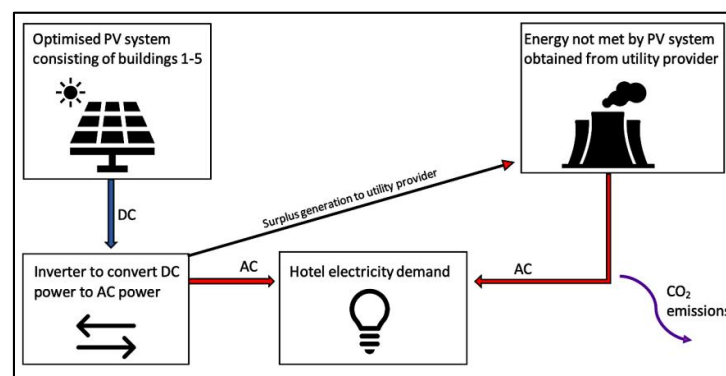 Optimised PV system
consisting of buildings 1-5
Energy not met by PV system
obtained from utility provider
DC
Surplus generation to utility provider
Inverter to convert DC
power to AC power
AC
Hotel electricity demand
AC
CO₂
emissions